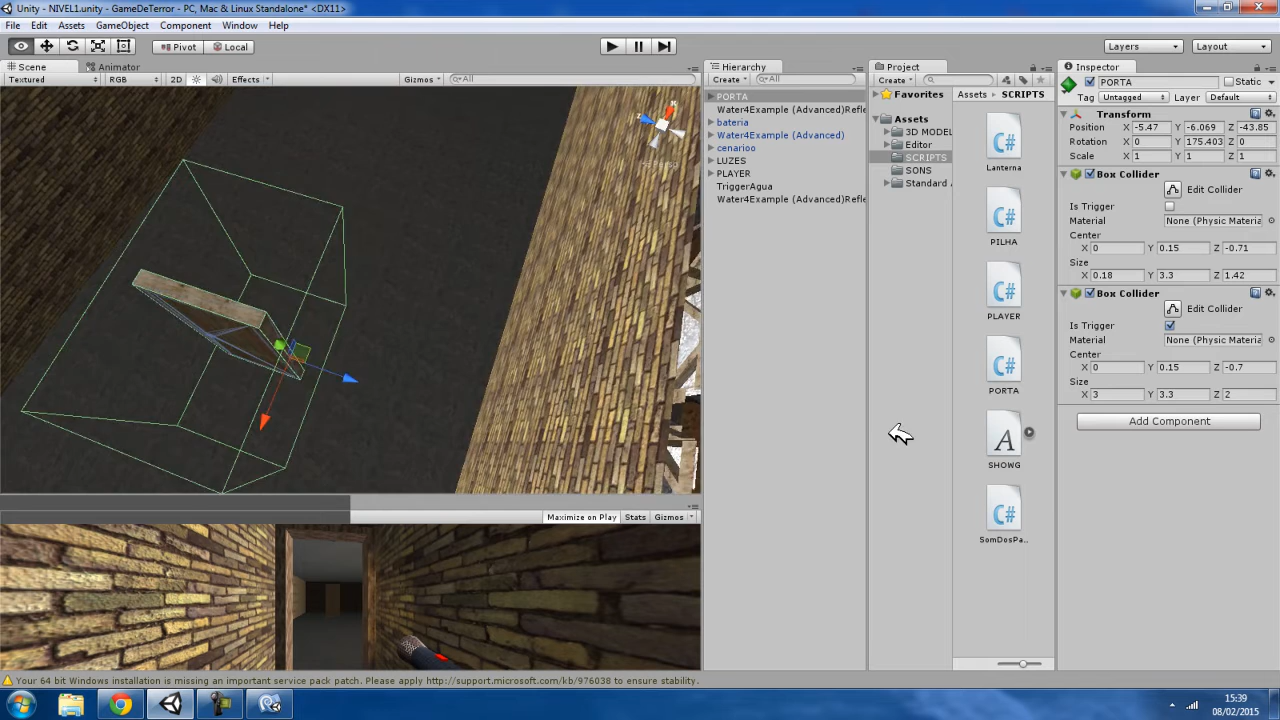 Unity - NIVEL1.unity - GameDeTerror - PC, Mac & Linux Standalone* <DX11>
File Edit Assets GameObject Component Window Help
Pivot Local Layers Layout
Scene Animator
Textured RGB 2D Effects Gizmos All
Persp
Maximize on Play Stats Gizmos
Hierarchy
Create All
PORTA
Water4Example (Advanced)Refle
bateria
Water4Example (Advanced)
cenarioo
LUZES
PLAYER
TriggerAgua
Water4Example (Advanced)Refle
Project
Create
Favorites
Assets
3D MODEL
Editor
SCRIPTS
SONS
Standard
Assets SCRIPTS
C#
Lanterna
C#
PILHA
C#
PLAYER
C#
PORTA
A
SHOWG
C#
SomDosPa..
Inspector
PORTA Static
Tag Untagged Layer Default
Transform
Position X -5.47 Y -6.069 Z -43.85
Rotation X 0 Y 175.403 Z 0
Scale X 1 Y 1 Z 1
Box Collider
Edit Collider
Is Trigger
Material None (Physic Materia
Center
X 0 Y 0.15 Z -0.71
Size
X 0.18 Y 3.3 Z 1.42
Box Collider
Edit Collider
Is Trigger
Material None (Physic Materia
Center
X 0 Y 0.15 Z -0.7
Size
X 3 Y 3.3 Z 2
Add Component
Your 64 bit Windows installation is missing an important service pack patch. Please apply http://support.microsoft.com/kb/976038 to ensure stability.
15:39
08/02/2015